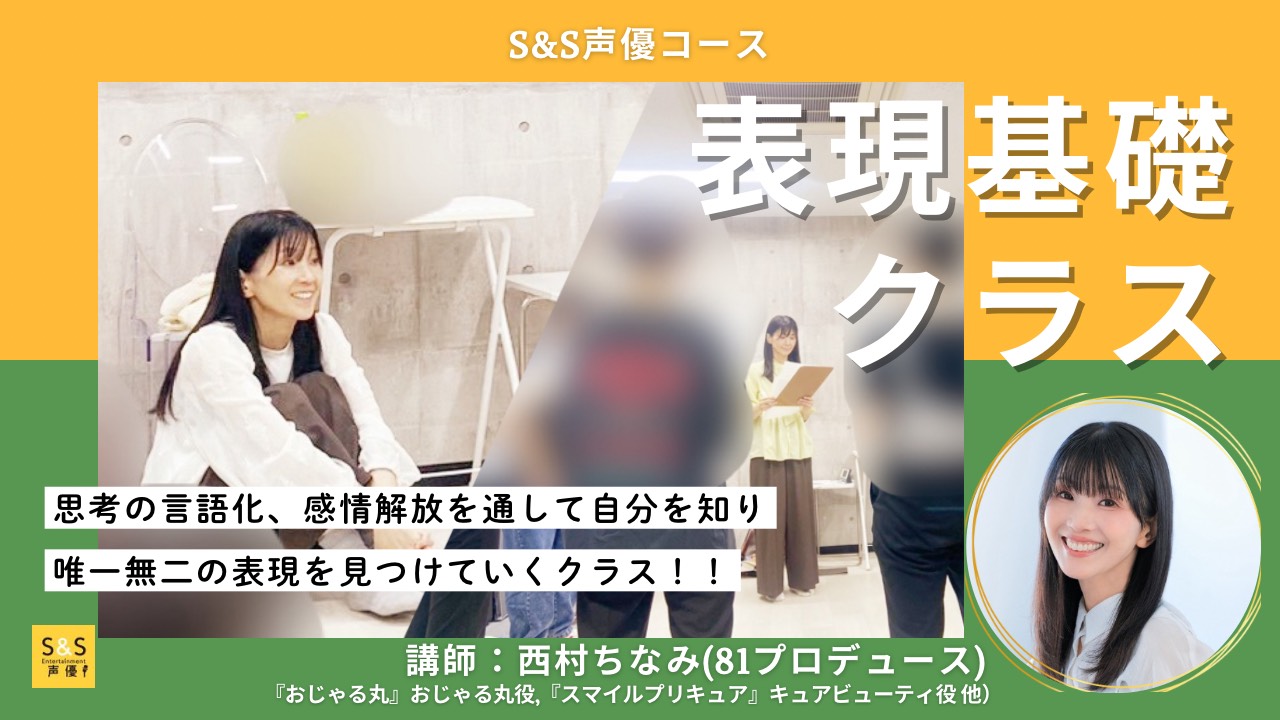 S&S声優コース
表現基礎
クラス
思考の言語化、感情解放を通して自分を知り
唯一無二の表現を見つけていくクラス！！
S&S
Entertainment
声優
講師：西村ちなみ(81プロデュース)
『おじゃる丸』おじゃる丸役,『スマイルプリキュア』キュアビューティ役 他）